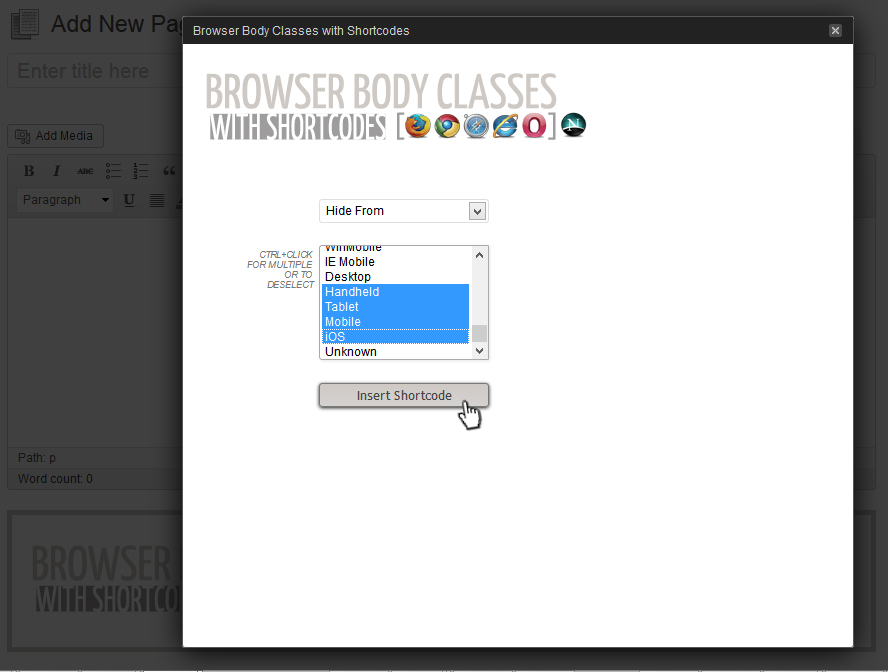 Add New Pag
Browser Body Classes with Shortcodes
Enter title here
BROWSER BODY CLASSES
WITH SHORTCODES [ ]
Add Media
B I ABC
Paragraph U
Hide From
CTRL+CLICK
FOR MULTIPLE
OR TO
DESELECT
WinMobile
IE Mobile
Desktop
Handheld
Tablet
Mobile
iOS
Unknown
Insert Shortcode
Path: p
Word count: 0
BROWSER
WITH SHORTCO